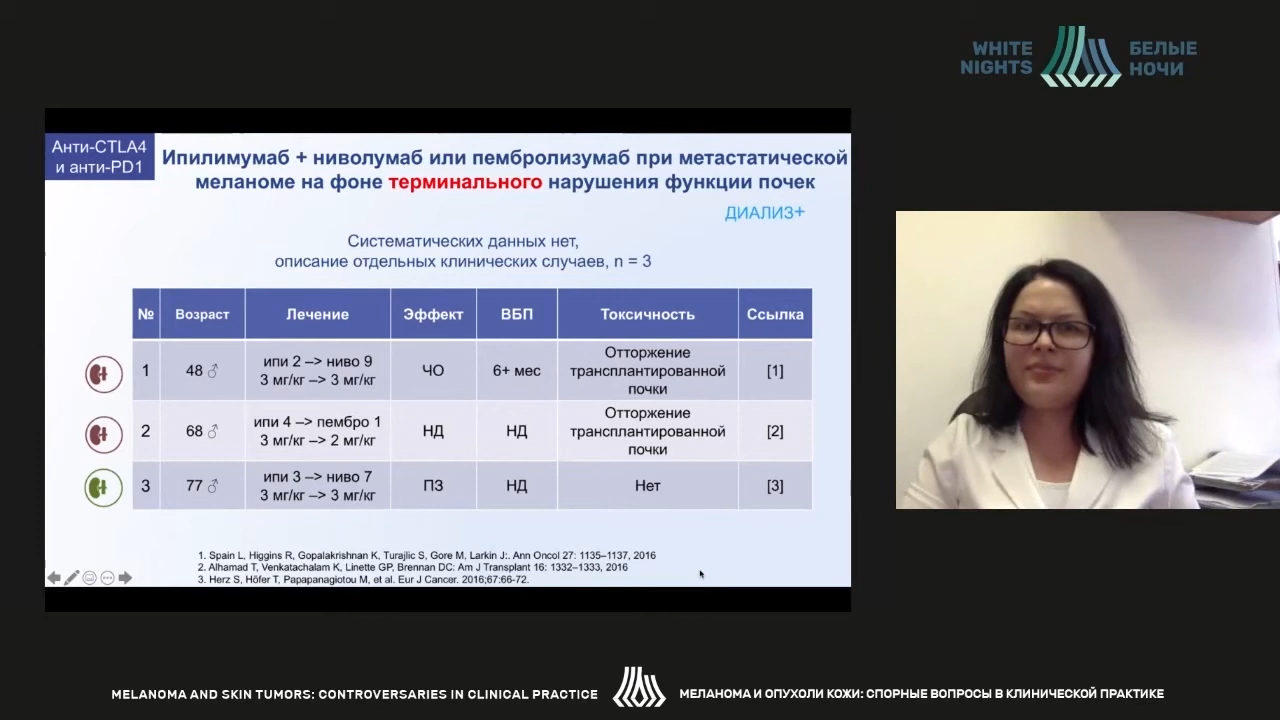 WHITE
NIGHTS
БЕЛЫЕ
НОЧИ
Анти-CTLA4
и анти-PD1
Ипилимумаб + ниволумаб или пембролизумаб при метастатической
меланоме на фоне терминального нарушения функции почек
ДИАЛИЗ+
Систематических данных нет,
описание отдельных клинических случаев, n = 3
№ Возраст Лечение Эффект ВБП Токсичность Ссылка
1 48 ♂ ипи 2 –> ниво 9
3 мг/кг –> 3 мг/кг ЧО 6+ мес Отторжение
трансплантированной
почки [1]
2 68 ♂ ипи 4 –> пембро 1
3 мг/кг –> 2 мг/кг НД НД Отторжение
трансплантированной
почки [2]
3 77 ♂ ипи 3 –> ниво 7
3 мг/кг –> 3 мг/кг ПЗ НД Нет [3]
1. Spain L, Higgins R, Gopalakrishnan K, Turajlic S, Gore M, Larkin J:. Ann Oncol 27: 1135–1137, 2016
2. Alhamad T, Venkatachalam K, Linette GP, Brennan DC: Am J Transplant 16: 1332–1333, 2016
3. Herz S, Höfer T, Papapanagiotou M, et al. Eur J Cancer. 2016;67:66-72.
MELANOMA AND SKIN TUMORS: CONTROVERSARIES IN CLINICAL PRACTICE
МЕЛАНОМА И ОПУХОЛИ КОЖИ: СПОРНЫЕ ВОПРОСЫ В КЛИНИЧЕСКОЙ ПРАКТИКЕ